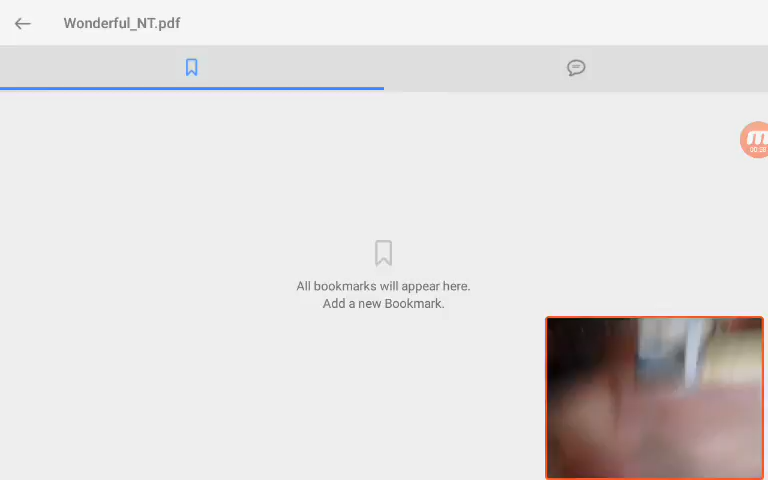 Wonderful_NT.pdf
All bookmarks will appear here.
Add a new Bookmark.